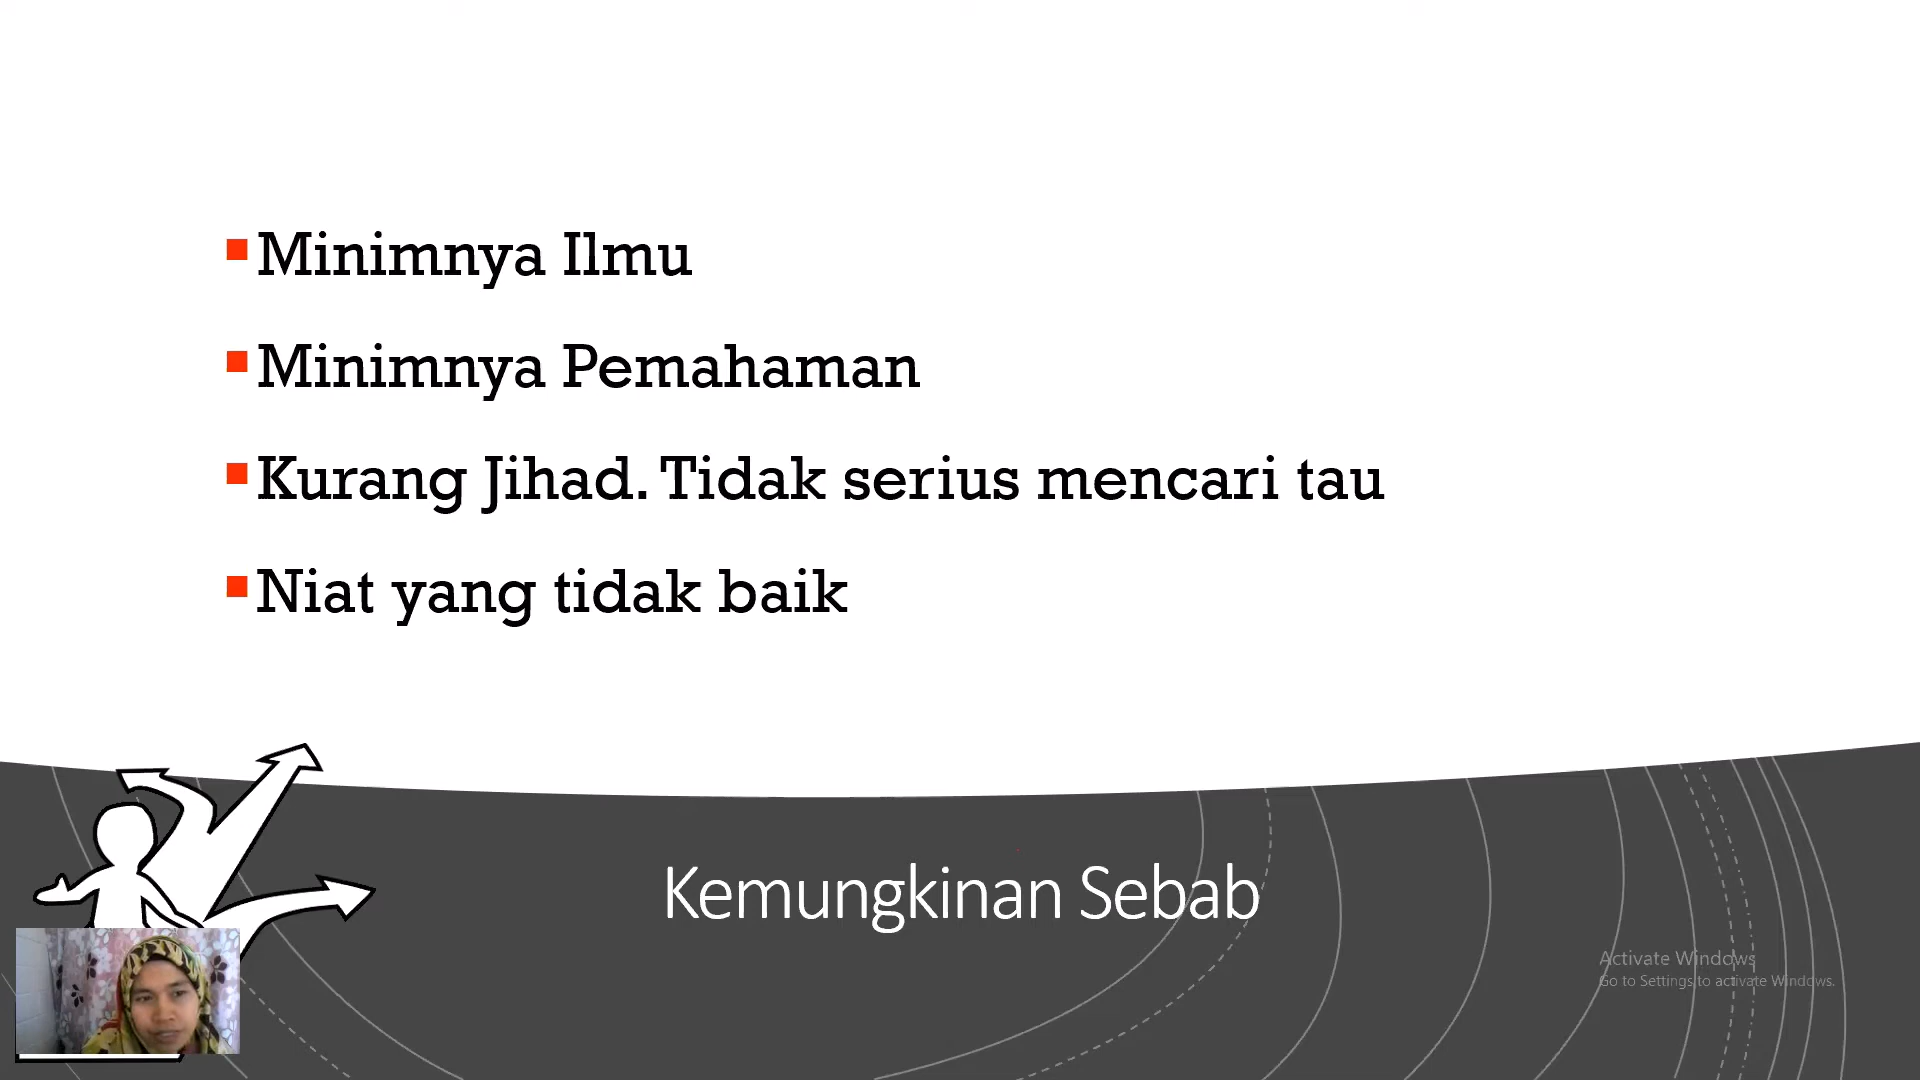 Minimnya Ilmu
Minimnya Pemahaman
Kurang Jihad. Tidak serius mencari tau
Niat yang tidak baik
Kemungkinan Sebab
Activate Windows
Go to Settings to activate Windows.